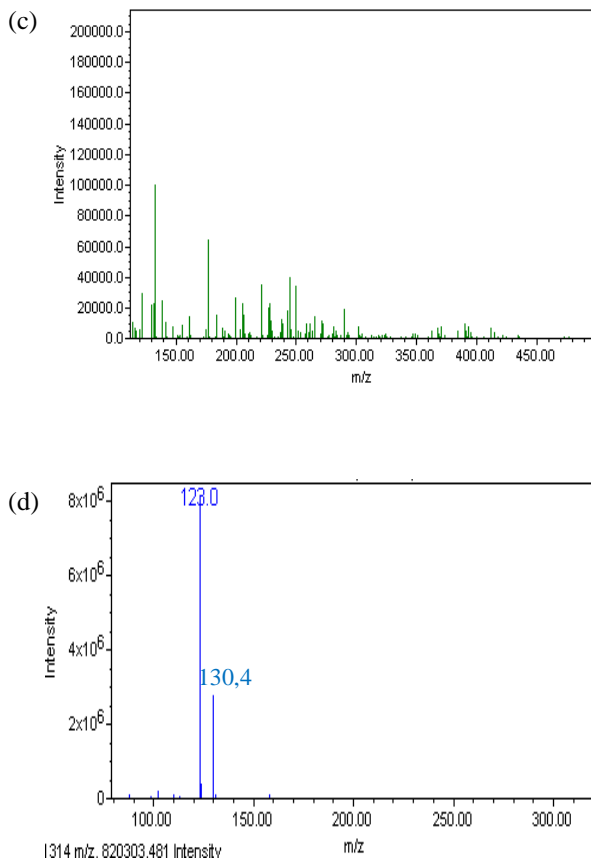 (c)
200000.0
180000.0
160000.0
140000.0
120000.0
100000.0
80000.0
60000.0
40000.0
20000.0
0.0
Intensity
150.00 200.00 250.00 300.00 350.00 400.00 450.00
m/z
(d)
8x10⁶
6x10⁶
4x10⁶
2x10⁶
0
Intensity
123.0
130,4
100.00 150.00 200.00 250.00 300.00
m/z
1314 m/z, 820303.481 Intensity